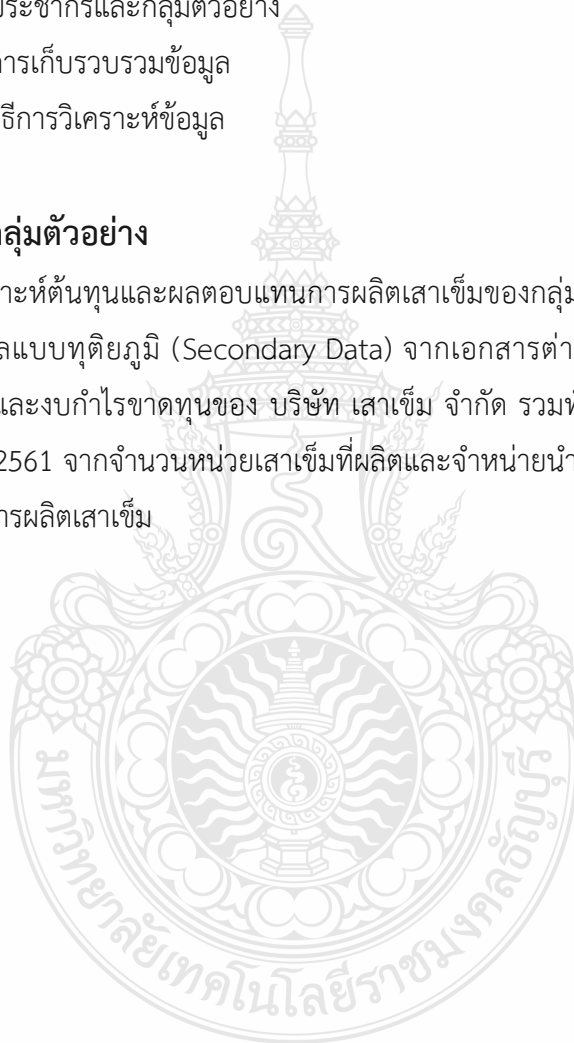 ประชากรและกลุ่มตัวอย่าง
การเก็บรวบรวมข้อมูล
ธีการวิเคราะห์ข้อมูล
ลุ่มตัวอย่าง
าะห์ต้นทุนและผลตอบแทนการผลิตเสาเข็มของกลุ่ม
ลแบบทุติยภูมิ (Secondary Data) จากเอกสารต่า
และงบกำไรขาดทุนของ บริษัท เสาเข็ม จำกัด รวมทั
2561 จากจำนวนหน่วยเสาเข็มที่ผลิตและจำหน่ายนำ
ารผลิตเสาเข็ม
มหาวิทยาลัยเทคโนโลยีราชมงคลธัญบุรี